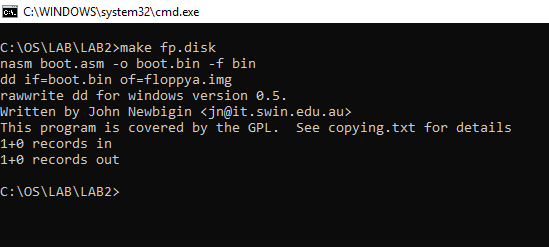 C:\WINDOWS\system32\cmd.exe
C:\OS\LAB\LAB2>make fp.disk
nasm boot.asm -o boot.bin -f bin
dd if=boot.bin of=floppya.img
rawwrite dd for windows version 0.5.
Written by John Newbigin <jn@it.swin.edu.au>
This program is covered by the GPL.  See copying.txt for details
1+0 records in
1+0 records out
C:\OS\LAB\LAB2>